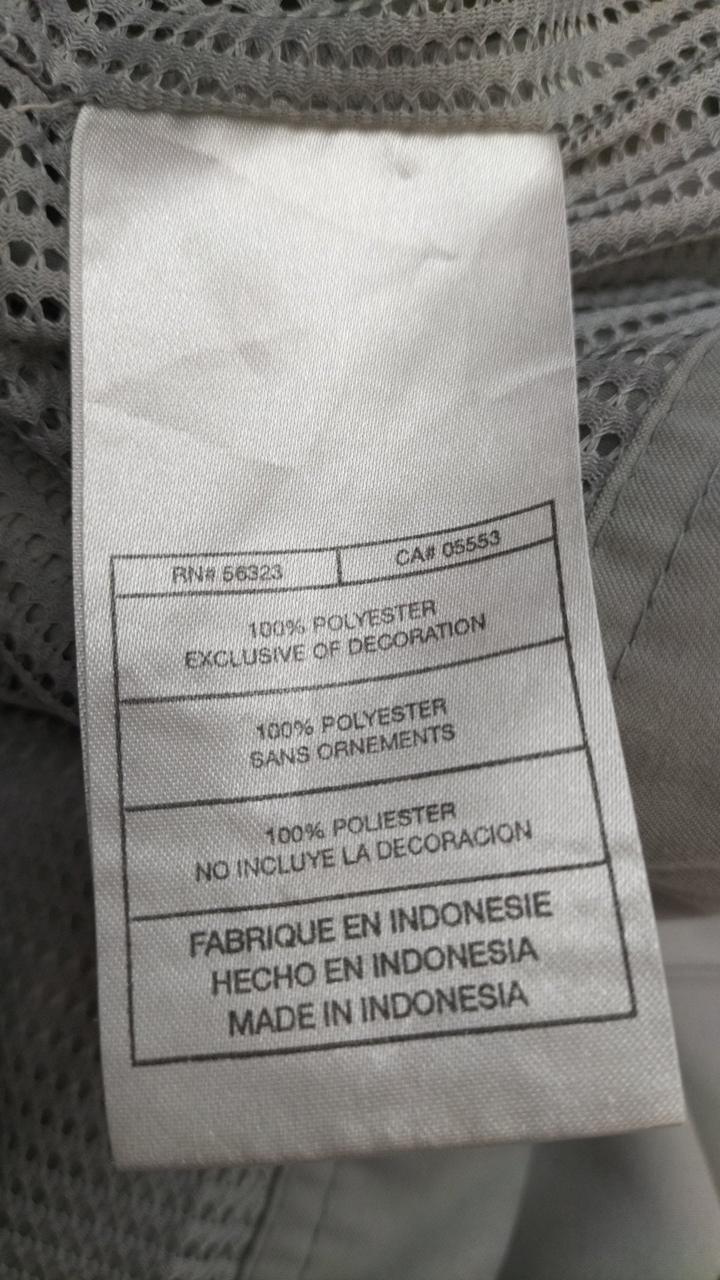 RN# 56323
CA# 05553
100% POLYESTER
EXCLUSIVE OF DECORATION
100% POLYESTER
SANS ORNEMENTS
100% POLIESTER
NO INCLUYE LA DECORACION
FABRIQUE EN INDONESIE
HECHO EN INDONESIA
MADE IN INDONESIA